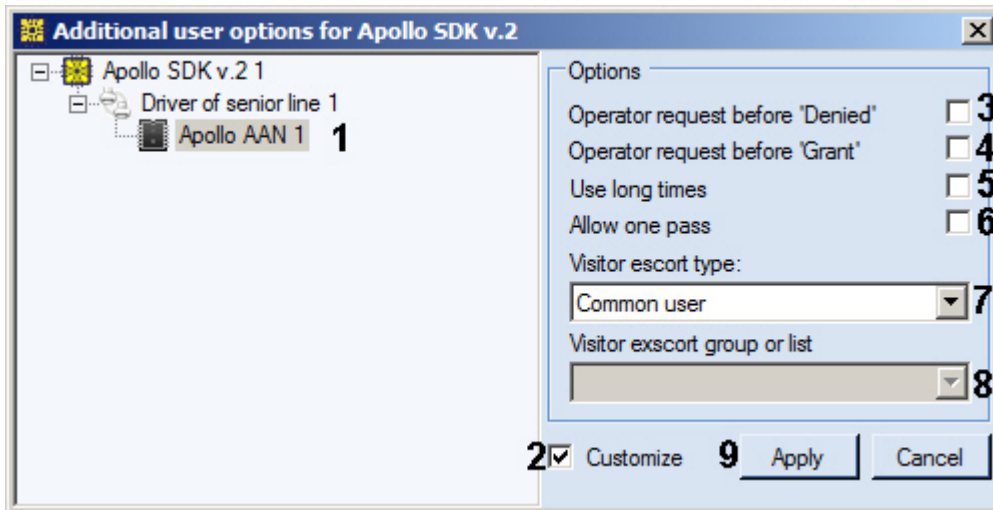 Additional user options for Apollo SDK v.2
Apollo SDK v.2 1
Driver of senior line 1
Apollo AAN 1 1
Options
Operator request before 'Denied' 3
Operator request before 'Grant' 4
Use long times 5
Allow one pass 6
Visitor escort type:
Common user 7
Visitor exscort group or list
8
2 Customize 9 Apply Cancel